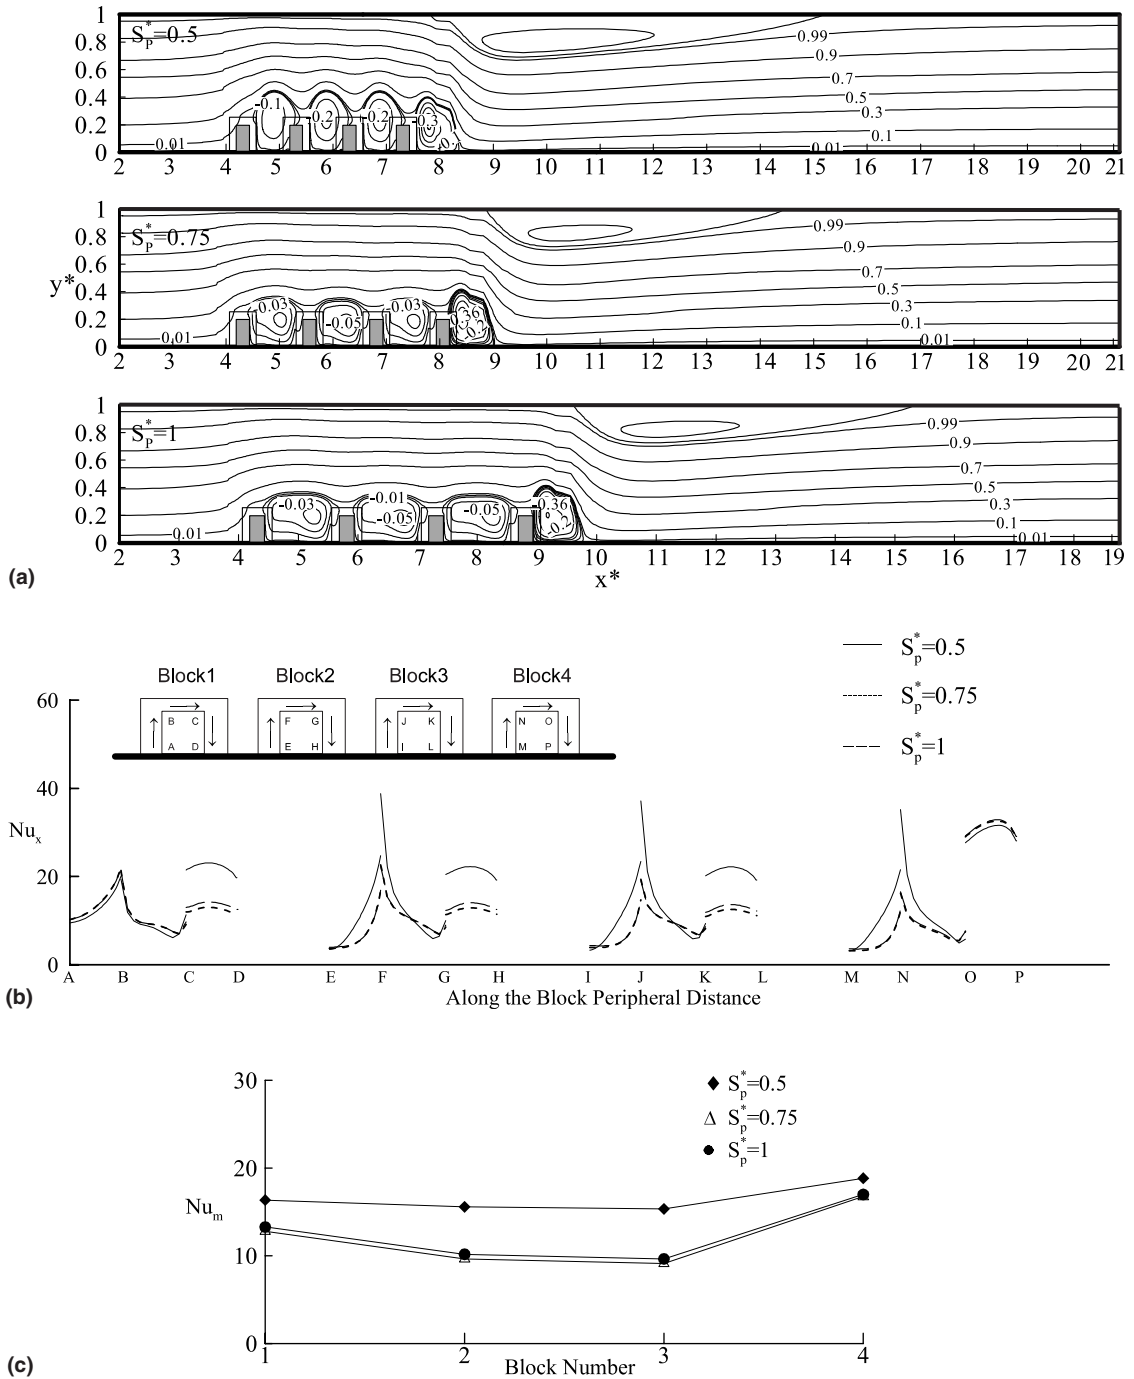 1
0.8
0.6
0.4
0.2
0
S*p=0.5
0.99
0.9
0.7
0.5
0.3
0.1
0.01
0.01
-0.1
-0.2
-0.2
2 3 4 5 6 7 8 9 10 11 12 13 14 15 16 17 18 19 20 21
1
0.8
0.6
0.4
0.2
0
y*
S*p=0.75
0.99
0.9
0.7
0.5
0.3
0.1
0.01
0.01
-0.03
-0.05
-0.03
2 3 4 5 6 7 8 9 10 11 12 13 14 15 16 17 18 19 20 21
1
0.8
0.6
0.4
0.2
0
S*p=1
0.99
0.9
0.7
0.5
0.3
0.1
0.01
0.01
-0.03
-0.01
-0.05
-0.05
-0.36
2 3 4 5 6 7 8 9 10 11 12 13 14 15 16 17 18 19
x*
(a)
S*p=0.5
S*p=0.75
S*p=1
Block1 Block2 Block3 Block4
B C F G J K N O
A D E H I L M P
60
40
20
0
Nux
A B C D E F G H I J K L M N O P
Along the Block Peripheral Distance
(b)
S*p=0.5
S*p=0.75
S*p=1
30
20
10
0
Num
1 2 3 4
Block Number
(c)